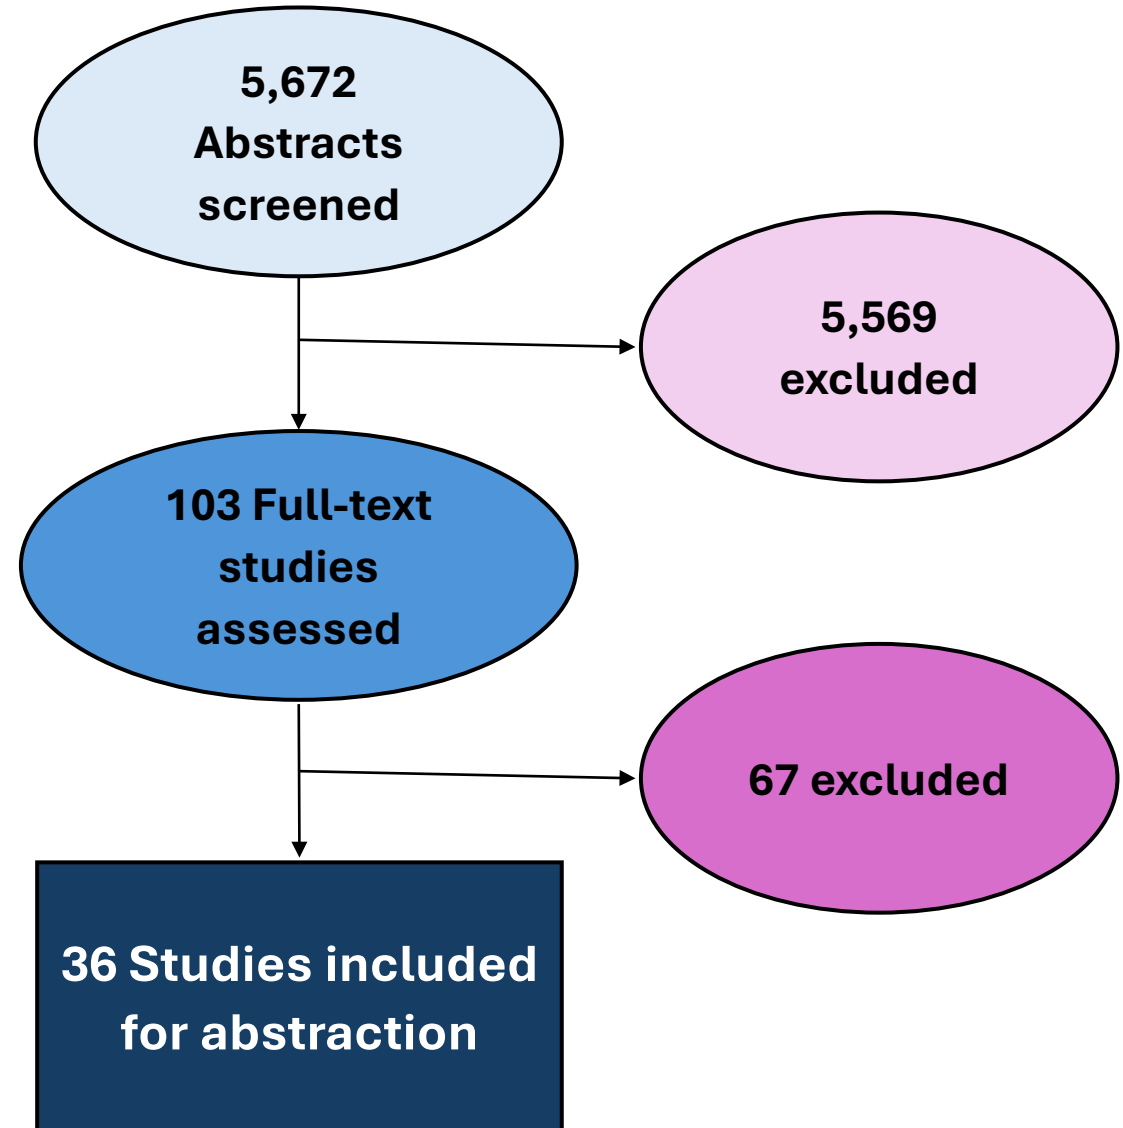 5,672
Abstracts
screened
5,569
excluded
103 Full-text
studies
assessed
67 excluded
36 Studies included
for abstraction